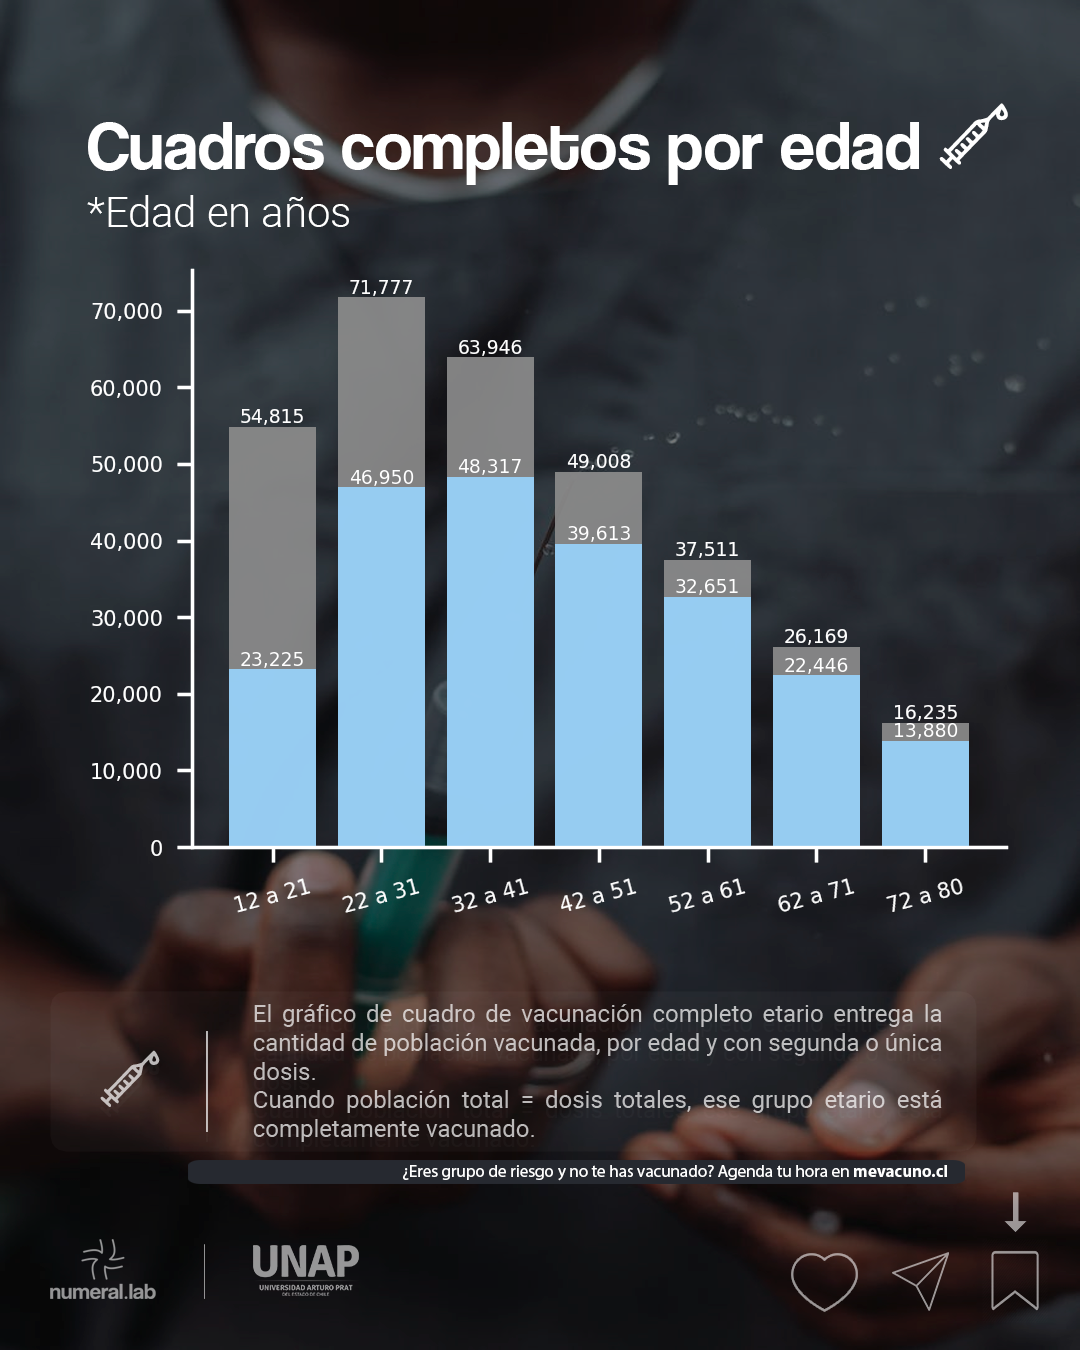 Cuadros completos por edad
*Edad en años
71,777
70,000
63,946
60,000
54,815
50,000
49,008
46,950
48,317
40,000
39,613
37,511
32,651
30,000
26,169
23,225
22,446
20,000
16,235
13,880
10,000
0
12 a 21
22 a 31
32 a 41
42 a 51
52 a 61
62 a 71
72 a 80
El gráfico de cuadro de vacunación completo etario entrega la
cantidad de población vacunada, por edad y con segunda o única
dosis.
Cuando población total = dosis totales, ese grupo etario está
completamente vacunado.
¿Eres grupo de riesgo y no te has vacunado? Agenda tu hora en mevacuno.cl
numeral.lab
UNAP
UNIVERSIDAD ARTURO PRAT
DEL ESTADO DE CHILE